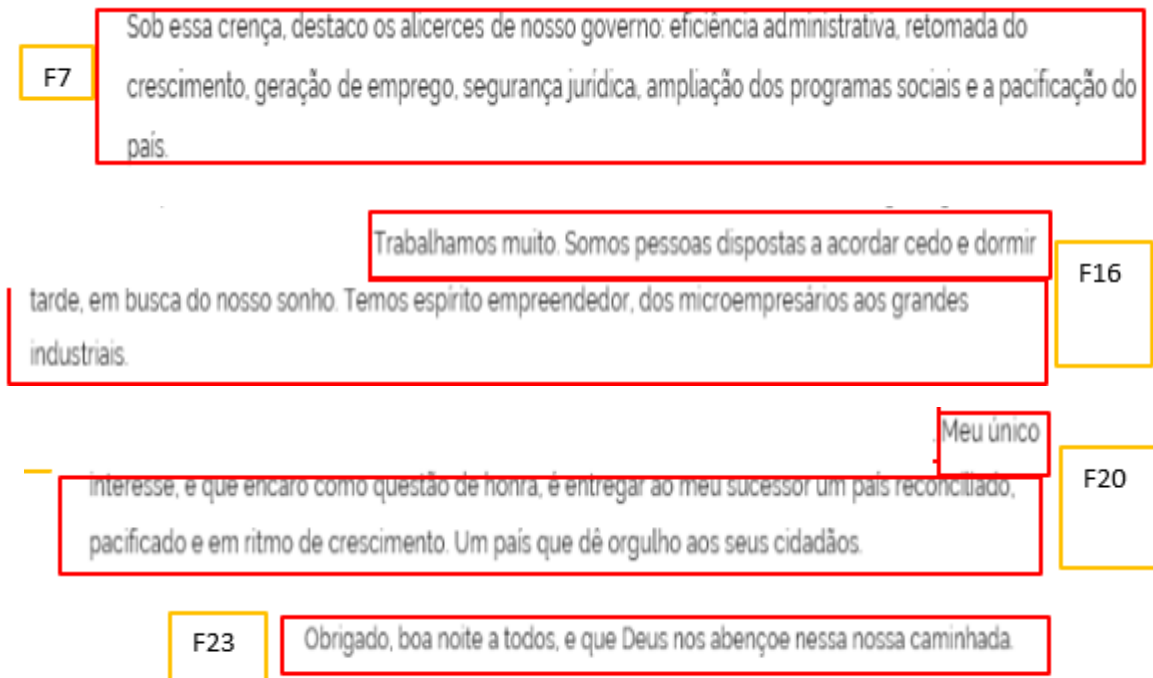 Sob essa crença, destaco os alicerces de nosso governo: eficiência administrativa, retomada do
F7
crescimento, geração de emprego, segurança jurídica, ampliação dos programas sociais e a pacificação do
país.
Trabalhamos muito. Somos pessoas dispostas a acordar cedo e dormir
F16
tarde, em busca do nosso sonho. Temos espírito empreendedor, dos microempresários aos grandes
industriais.
. Meu único
F20
interesse, e que encaro como questão de honra, é entregar ao meu sucessor um país reconciliado,
pacificado e em ritmo de crescimento. Um país que dê orgulho aos seus cidadãos.
F23
Obrigado, boa noite a todos, e que Deus nos abençoe nessa nossa caminhada.